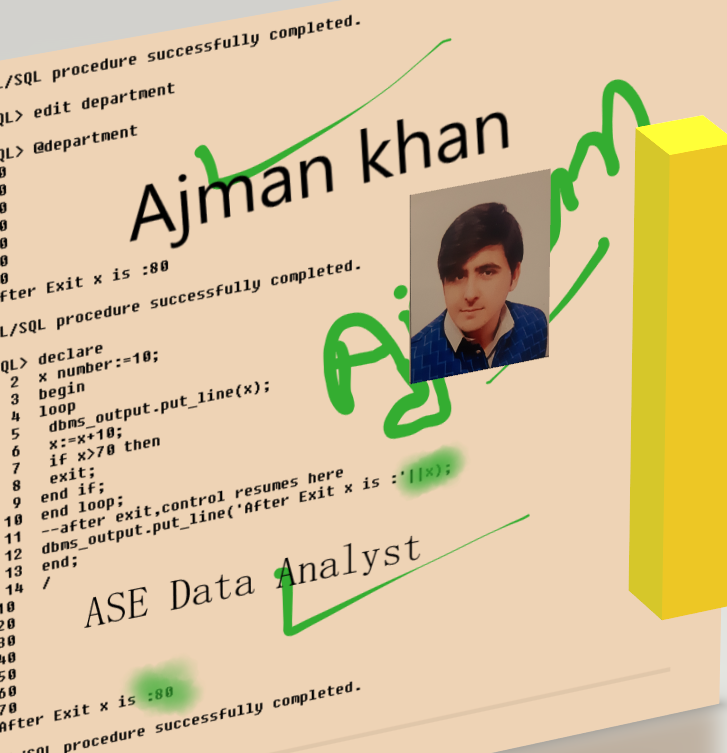 L/SQL procedure successfully completed.
QL> edit department
QL> @department
0
0
0
0
0
0
0
fter Exit x is :80
L/SQL procedure successfully completed.
QL> declare
2 x number:=10;
3 begin
4 loop
5 dbms_output.put_line(x);
6 x:=x+10;
7 if x>70 then
8 exit;
9 end if;
10 end loop;
11 --after exit,control resumes here
12 dbms_output.put_line('After Exit x is :'||x);
13 end;
14 /
10
20
30
40
50
60
70
After Exit x is :80
/SQL procedure successfully completed.
Ajman khan
ASE Data Analyst